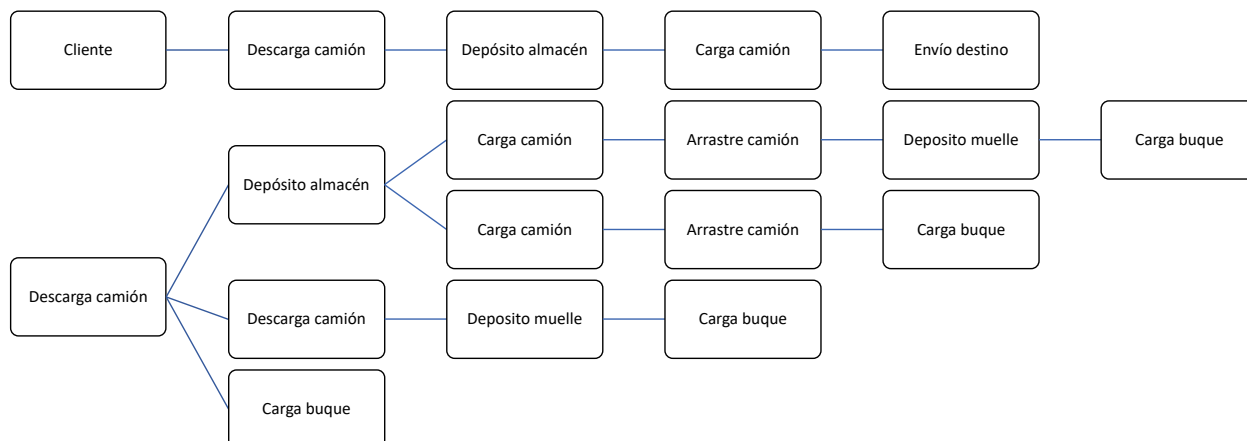 Cliente
Descarga camión
Depósito almacén
Carga camión
Envío destino
Carga camión
Arrastre camión
Deposito muelle
Carga buque
Depósito almacén
Carga camión
Arrastre camión
Carga buque
Descarga camión
Descarga camión
Deposito muelle
Carga buque
Carga buque